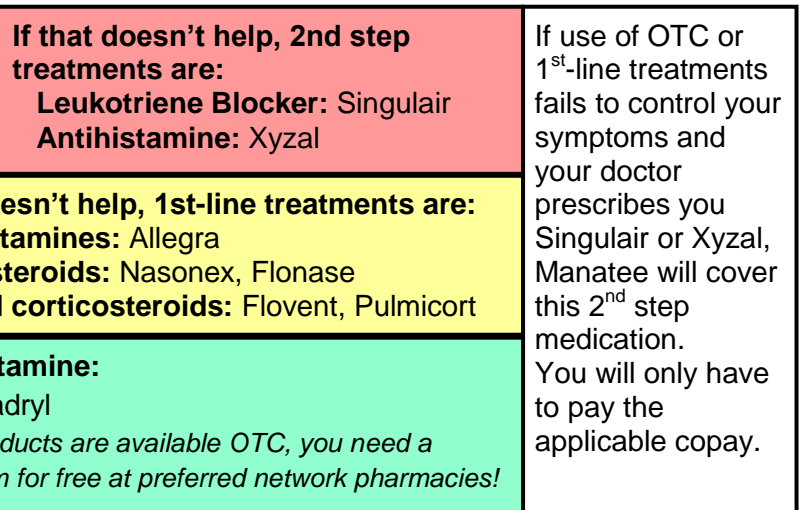 If that doesn't help, 2nd step
treatments are:
Leukotriene Blocker: Singulair
Antihistamine: Xyzal
esn't help, 1st-line treatments are:
tamines: Allegra
steroids: Nasonex, Flonase
corticosteroids: Flovent, Pulmicort
tamine:
adryl
ducts are available OTC, you need a
for free at preferred network pharmacies!
If use of OTC or
1st-line treatments
fails to control your
symptoms and
your doctor
prescribes you
Singulair or Xyzal,
Manatee will cover
this 2nd step
medication.
You will only have
to pay the
applicable copay.